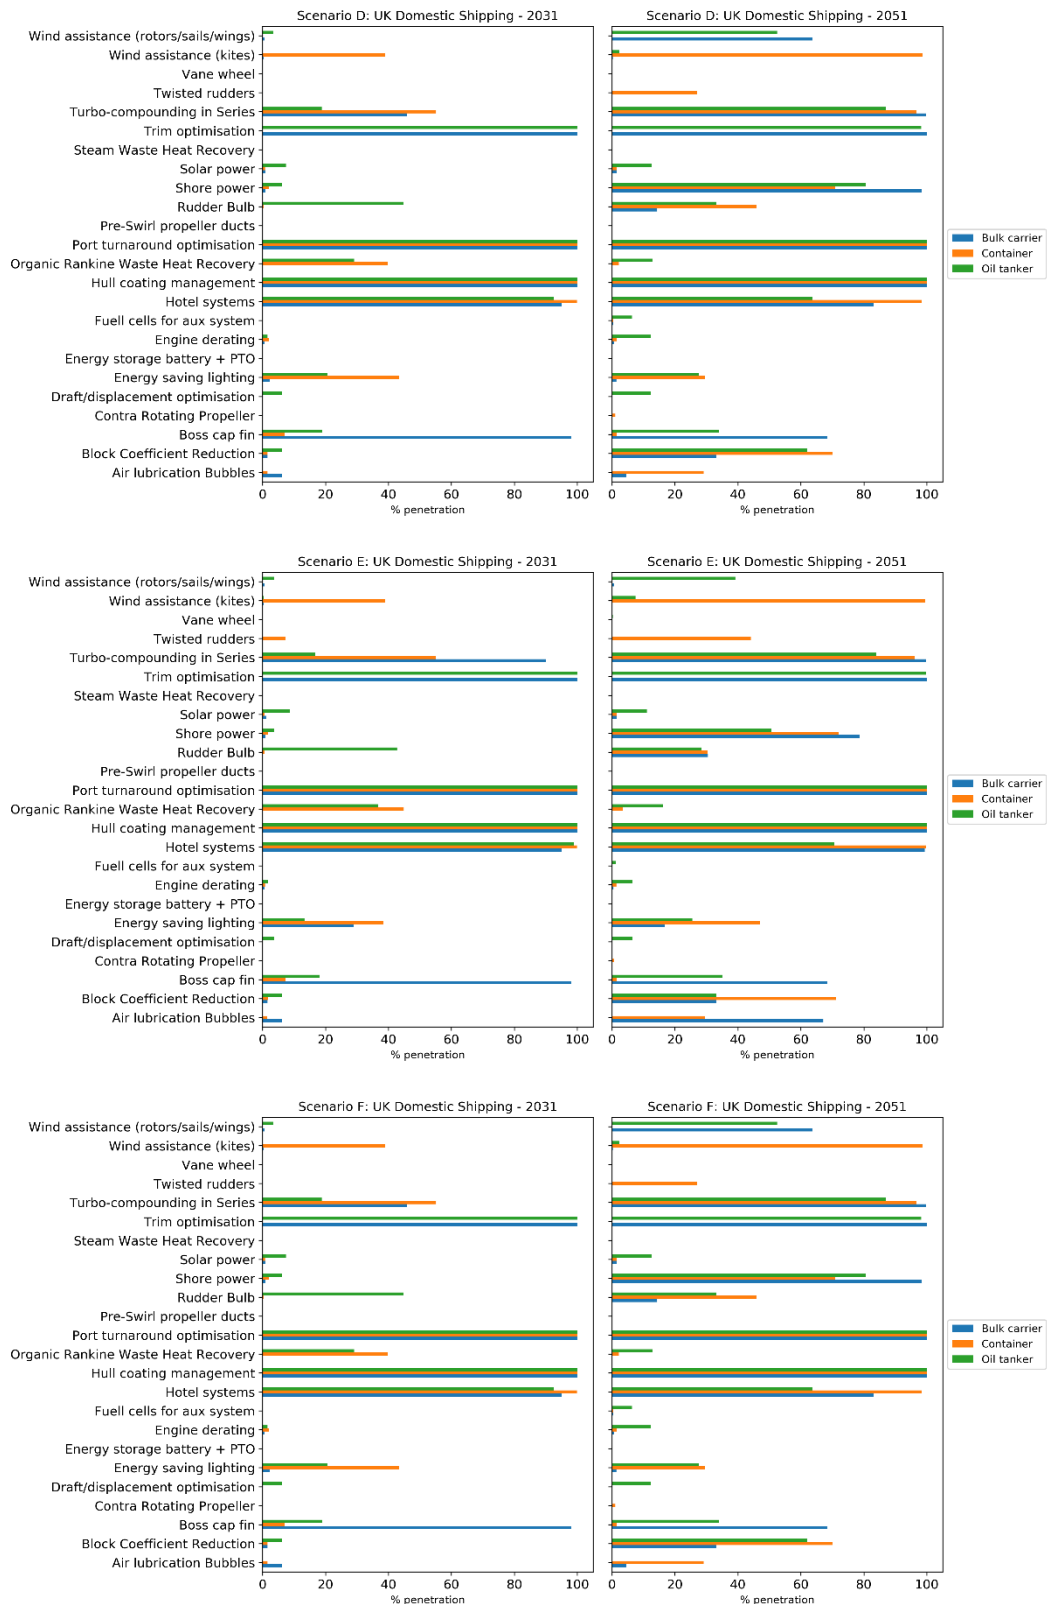 Scenario D: UK Domestic Shipping - 2031
Scenario D: UK Domestic Shipping - 2051
Wind assistance (rotors/sails/wings)
Wind assistance (kites)
Vane wheel
Twisted rudders
Turbo-compounding in Series
Trim optimisation
Steam Waste Heat Recovery
Solar power
Shore power
Rudder Bulb
Pre-Swirl propeller ducts
Port turnaround optimisation
Organic Rankine Waste Heat Recovery
Hull coating management
Hotel systems
Fuell cells for aux system
Engine derating
Energy storage battery + PTO
Energy saving lighting
Draft/displacement optimisation
Contra Rotating Propeller
Boss cap fin
Block Coefficient Reduction
Air lubrication Bubbles
0 20 40 60 80 100
% penetration
0 20 40 60 80 100
% penetration
Bulk carrier
Container
Oil tanker
Scenario E: UK Domestic Shipping - 2031
Scenario E: UK Domestic Shipping - 2051
Wind assistance (rotors/sails/wings)
Wind assistance (kites)
Vane wheel
Twisted rudders
Turbo-compounding in Series
Trim optimisation
Steam Waste Heat Recovery
Solar power
Shore power
Rudder Bulb
Pre-Swirl propeller ducts
Port turnaround optimisation
Organic Rankine Waste Heat Recovery
Hull coating management
Hotel systems
Fuell cells for aux system
Engine derating
Energy storage battery + PTO
Energy saving lighting
Draft/displacement optimisation
Contra Rotating Propeller
Boss cap fin
Block Coefficient Reduction
Air lubrication Bubbles
0 20 40 60 80 100
% penetration
0 20 40 60 80 100
% penetration
Bulk carrier
Container
Oil tanker
Scenario F: UK Domestic Shipping - 2031
Scenario F: UK Domestic Shipping - 2051
Wind assistance (rotors/sails/wings)
Wind assistance (kites)
Vane wheel
Twisted rudders
Turbo-compounding in Series
Trim optimisation
Steam Waste Heat Recovery
Solar power
Shore power
Rudder Bulb
Pre-Swirl propeller ducts
Port turnaround optimisation
Organic Rankine Waste Heat Recovery
Hull coating management
Hotel systems
Fuell cells for aux system
Engine derating
Energy storage battery + PTO
Energy saving lighting
Draft/displacement optimisation
Contra Rotating Propeller
Boss cap fin
Block Coefficient Reduction
Air lubrication Bubbles
0 20 40 60 80 100
% penetration
0 20 40 60 80 100
% penetration
Bulk carrier
Container
Oil tanker